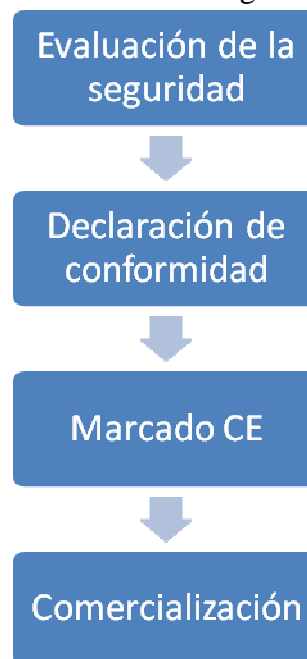 Evaluación de la
seguridad
Declaración de
conformidad
Marcado CE
Comercialización